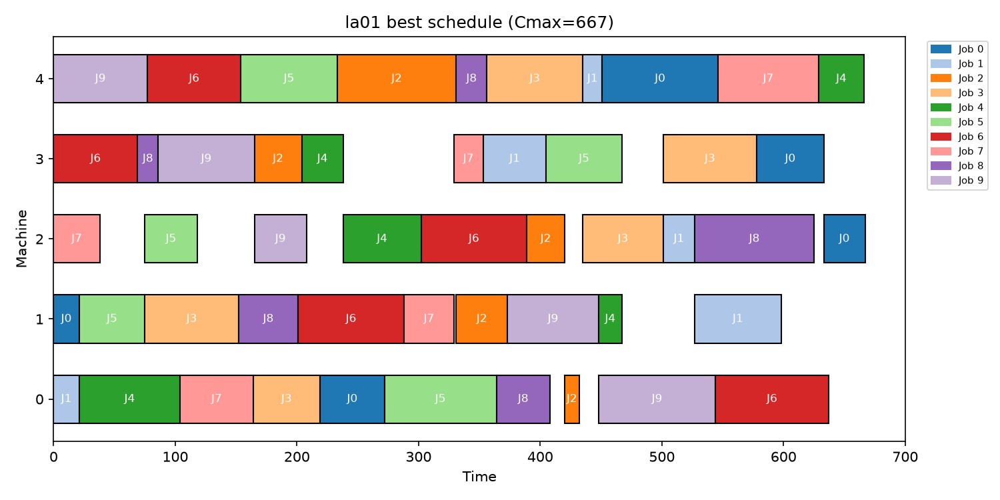 la01 best schedule (Cmax=667)
Machine
4
J9 J6 J5 J2 J8 J3 J1 J0 J7 J4
3
J6 J8 J9 J2 J4 J7 J1 J5 J3 J0
2
J7 J5 J9 J4 J6 J2 J3 J1 J8 J0
1
J0 J5 J3 J8 J6 J7 J2 J9 J4 J1
0
J1 J4 J7 J3 J0 J5 J8 J2 J9 J6
0 100 200 300 400 500 600 700
Time
Job 0
Job 1
Job 2
Job 3
Job 4
Job 5
Job 6
Job 7
Job 8
Job 9